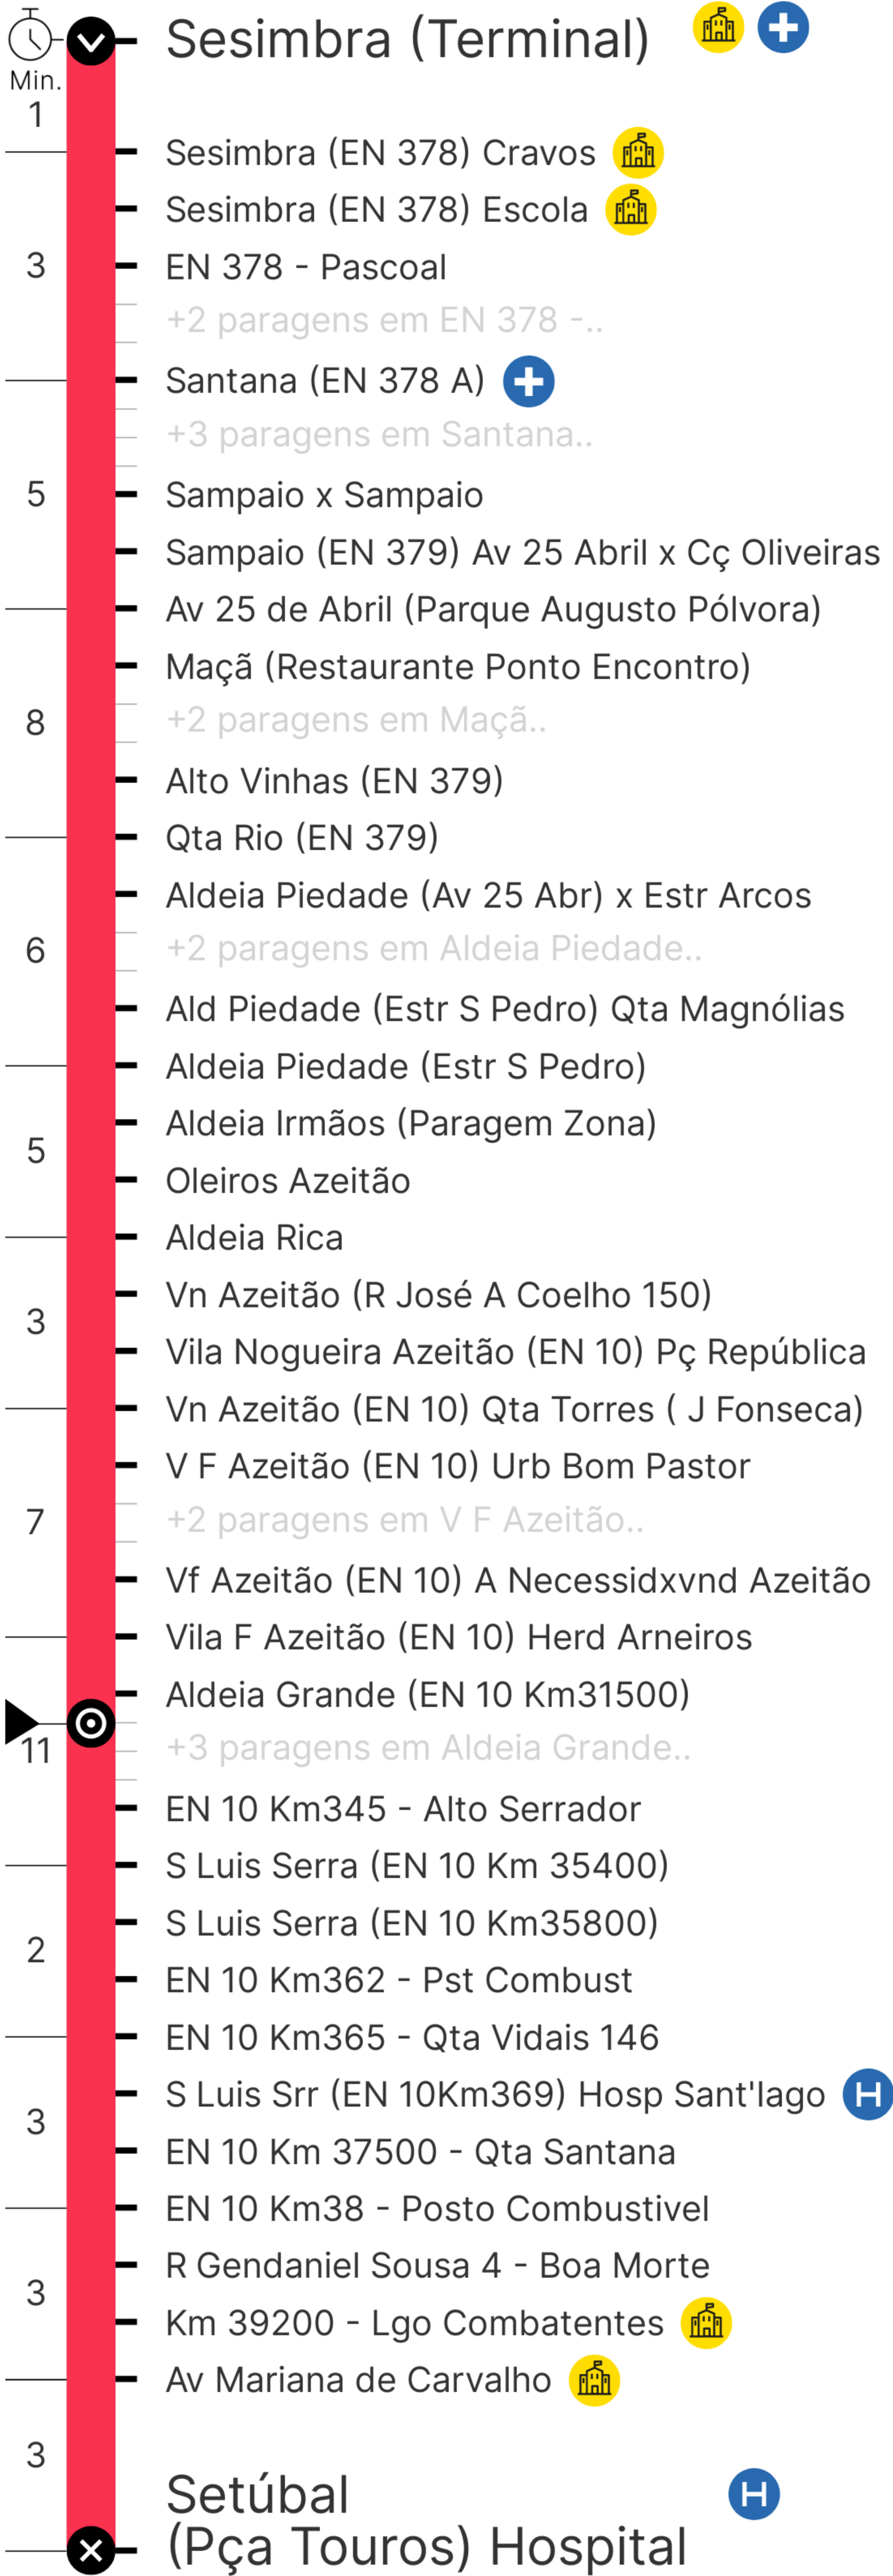 Sesimbra (Terminal)
Min.
1
Sesimbra (EN 378) Cravos
Sesimbra (EN 378) Escola
3
EN 378 - Pascoal
+2 paragens em EN 378 -..
Santana (EN 378 A)
+3 paragens em Santana..
5
Sampaio x Sampaio
Sampaio (EN 379) Av 25 Abril x Cç Oliveiras
Av 25 de Abril (Parque Augusto Pólvora)
Maçã (Restaurante Ponto Encontro)
8
+2 paragens em Maçã..
Alto Vinhas (EN 379)
Qta Rio (EN 379)
Aldeia Piedade (Av 25 Abr) x Estr Arcos
6
+2 paragens em Aldeia Piedade..
Ald Piedade (Estr S Pedro) Qta Magnólias
Aldeia Piedade (Estr S Pedro)
Aldeia Irmãos (Paragem Zona)
5
Oleiros Azeitão
Aldeia Rica
Vn Azeitão (R José A Coelho 150)
3
Vila Nogueira Azeitão (EN 10) Pç República
Vn Azeitão (EN 10) Qta Torres ( J Fonseca)
V F Azeitão (EN 10) Urb Bom Pastor
7
+2 paragens em V F Azeitão..
Vf Azeitão (EN 10) A Necessidxvnd Azeitão
Vila F Azeitão (EN 10) Herd Arneiros
Aldeia Grande (EN 10 Km31500)
11
+3 paragens em Aldeia Grande..
EN 10 Km345 - Alto Serrador
S Luis Serra (EN 10 Km 35400)
S Luis Serra (EN 10 Km35800)
2
EN 10 Km362 - Pst Combust
EN 10 Km365 - Qta Vidais 146
S Luis Srr (EN 10Km369) Hosp Sant'Iago H
3
EN 10 Km 37500 - Qta Santana
EN 10 Km38 - Posto Combustivel
R Gendaniel Sousa 4 - Boa Morte
3
Km 39200 - Lgo Combatentes
Av Mariana de Carvalho
3
Setúbal H
(Pça Touros) Hospital